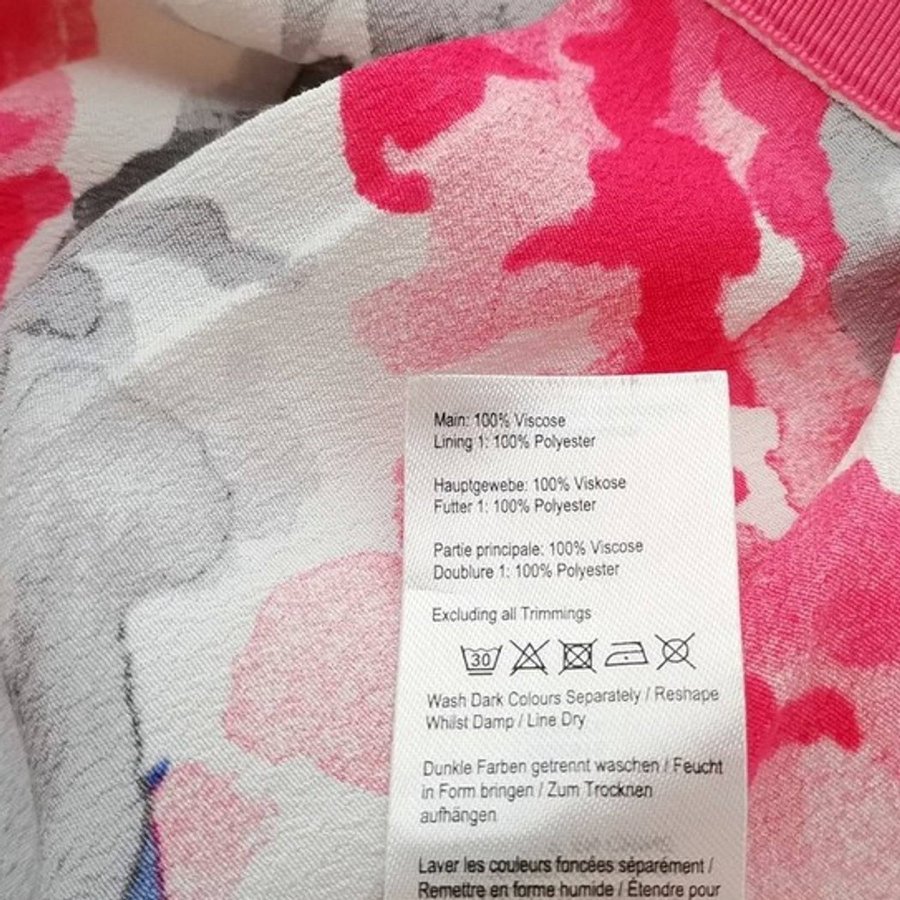 Main: 100% Viscose
Lining 1: 100% Polyester
Hauptgewebe: 100% Viskose
Futter 1: 100% Polyester
Partie principale: 100% Viscose
Doublure 1: 100% Polyester
Excluding all Trimmings
30
Wash Dark Colours Separately / Reshape
Whilst Damp / Line Dry
Dunkle Farben getrennt waschen / Feucht
in Form bringen / Zum Trocknen
aufhängen
Laver les couleurs foncées séparément /
Remettre en forme humide / Étendre pour